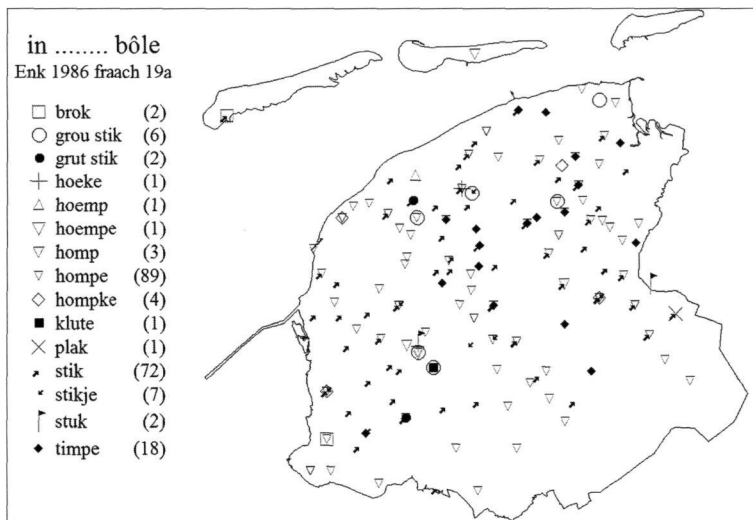 in ........ bôle
Enk 1986 fraach 19a
brok (2)
grou stik (6)
grut stik (2)
hoeke (1)
hoemp (1)
hoempe (1)
homp (3)
hompe (89)
hompke (4)
klute (1)
plak (1)
stik (72)
stikje (7)
stuk (2)
timpe (18)